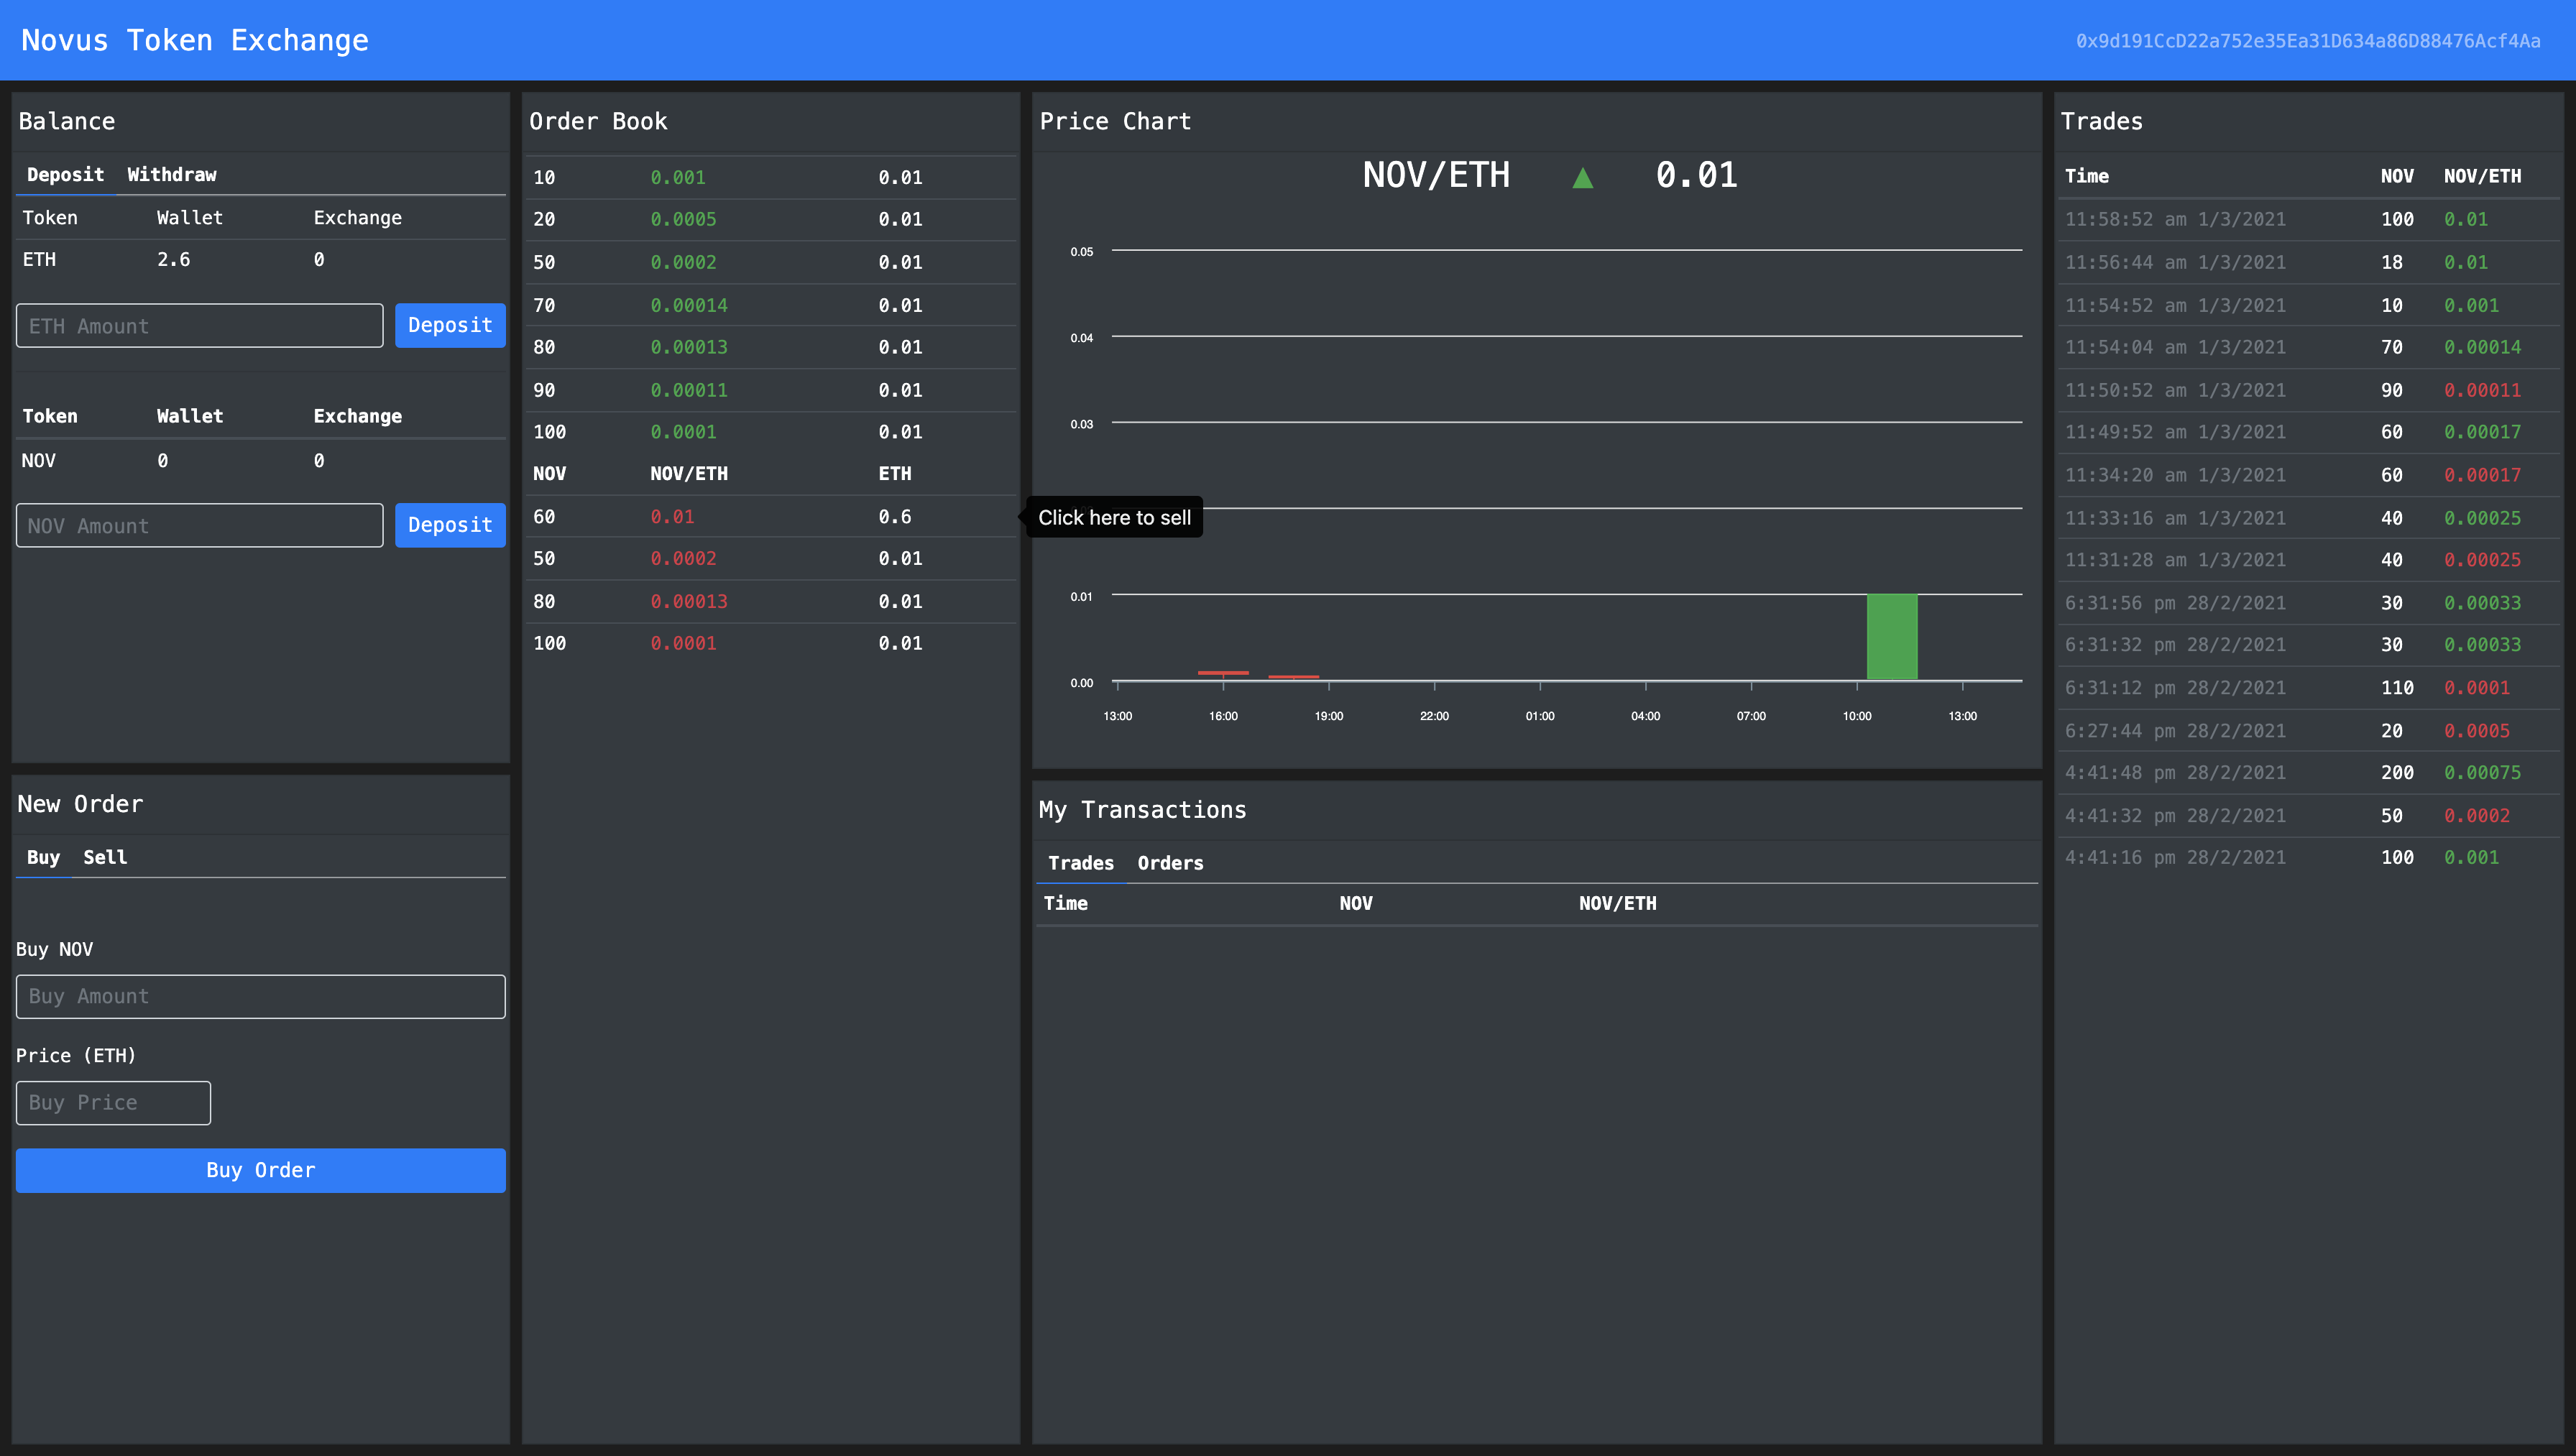 Novus Token Exchange
0x9d191CcD22a752e35Ea31D634a86D88476Acf4Aa
Balance
Deposit Withdraw
Token Wallet Exchange
ETH 2.6 0
ETH Amount Deposit
Token Wallet Exchange
NOV 0 0
NOV Amount Deposit
New Order
Buy Sell
Buy NOV
Buy Amount
Price (ETH)
Buy Price
Buy Order
Order Book
10 0.001 0.01
20 0.0005 0.01
50 0.0002 0.01
70 0.00014 0.01
80 0.00013 0.01
90 0.00011 0.01
100 0.0001 0.01
NOV NOV/ETH ETH
60 0.01 0.6
50 0.0002 0.01
80 0.00013 0.01
100 0.0001 0.01
Click here to sell
Price Chart
NOV/ETH ▲ 0.01
0.05
0.04
0.03
0.01
0.00
13:00 16:00 19:00 22:00 01:00 04:00 07:00 10:00 13:00
My Transactions
Trades Orders
Time NOV NOV/ETH
Trades
Time NOV NOV/ETH
11:58:52 am 1/3/2021 100 0.01
11:56:44 am 1/3/2021 18 0.01
11:54:52 am 1/3/2021 10 0.001
11:54:04 am 1/3/2021 70 0.00014
11:50:52 am 1/3/2021 90 0.00011
11:49:52 am 1/3/2021 60 0.00017
11:34:20 am 1/3/2021 60 0.00017
11:33:16 am 1/3/2021 40 0.00025
11:31:28 am 1/3/2021 40 0.00025
6:31:56 pm 28/2/2021 30 0.00033
6:31:32 pm 28/2/2021 30 0.00033
6:31:12 pm 28/2/2021 110 0.0001
6:27:44 pm 28/2/2021 20 0.0005
4:41:48 pm 28/2/2021 200 0.00075
4:41:32 pm 28/2/2021 50 0.0002
4:41:16 pm 28/2/2021 100 0.001